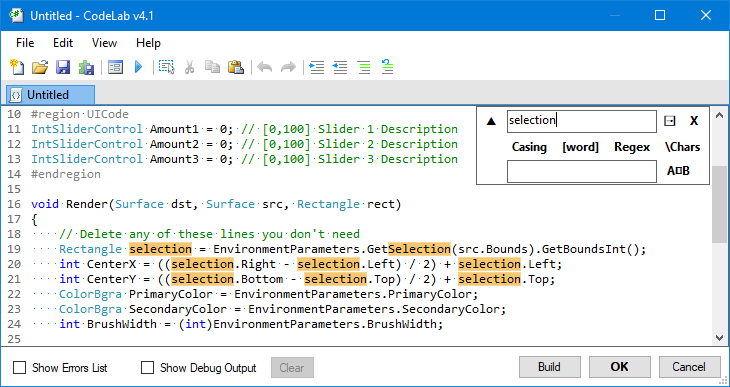 Untitled - CodeLab v4.1
File Edit View Help
Untitled
selection
X
Casing [word] Regex \Chars
A¤B
10 #region UICode
11 IntSliderControl Amount1 = 0; // [0,100] Slider 1 Description
12 IntSliderControl Amount2 = 0; // [0,100] Slider 2 Description
13 IntSliderControl Amount3 = 0; // [0,100] Slider 3 Description
14 #endregion
15
16 void Render(Surface dst, Surface src, Rectangle rect)
17 {
18 // Delete any of these lines you don't need
19 Rectangle selection = EnvironmentParameters.GetSelection(src.Bounds).GetBoundsInt();
20 int CenterX = ((selection.Right - selection.Left) / 2) + selection.Left;
21 int CenterY = ((selection.Bottom - selection.Top) / 2) + selection.Top;
22 ColorBgra PrimaryColor = EnvironmentParameters.PrimaryColor;
23 ColorBgra SecondaryColor = EnvironmentParameters.SecondaryColor;
24 int BrushWidth = (int)EnvironmentParameters.BrushWidth;
25
Show Errors List Show Debug Output Clear Build OK Cancel